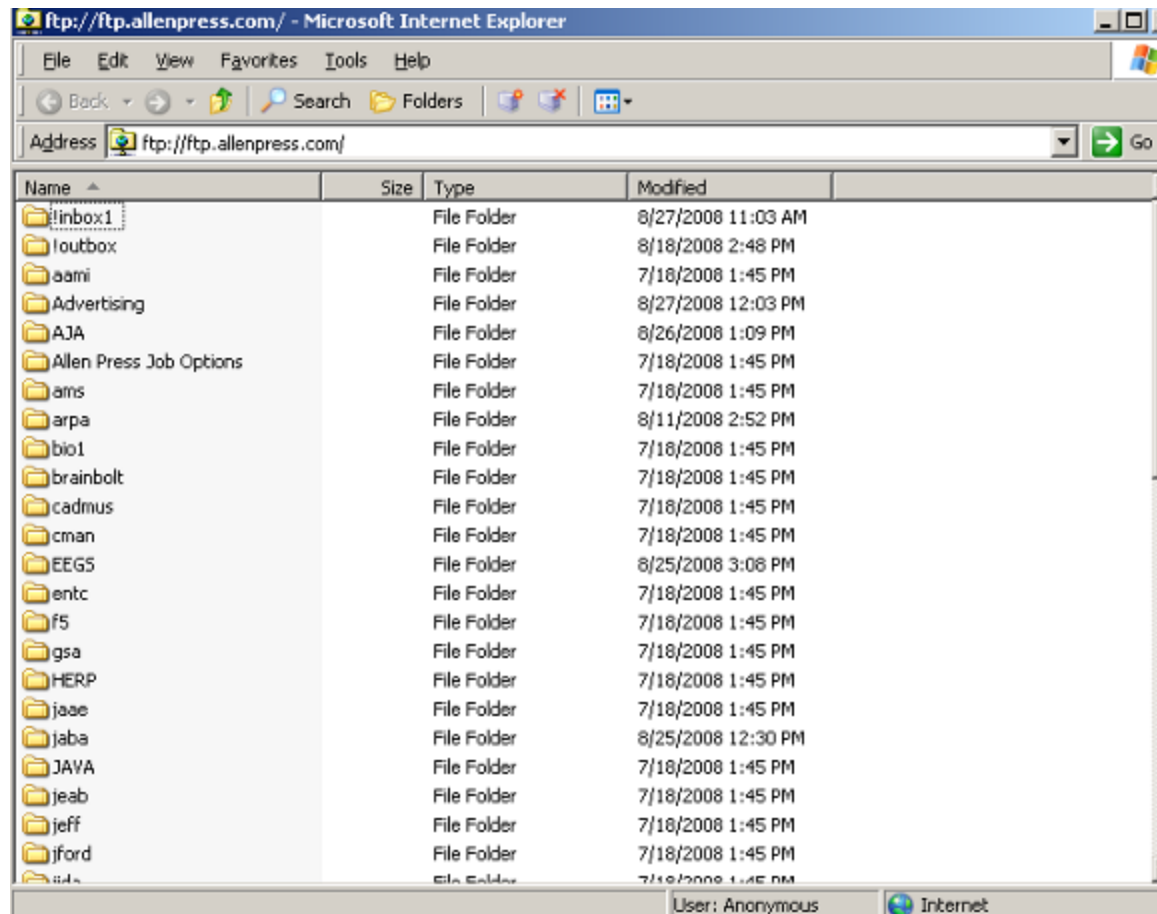 ftp://ftp.allenpress.com/ - Microsoft Internet Explorer
File Edit View Favorites Tools Help
Back Search Folders
Address ftp://ftp.allenpress.com/ Go
Name Size Type Modified
!inbox1 File Folder 8/27/2008 11:03 AM
!outbox File Folder 8/18/2008 2:48 PM
aami File Folder 7/18/2008 1:45 PM
Advertising File Folder 8/27/2008 12:03 PM
AJA File Folder 8/26/2008 1:09 PM
Allen Press Job Options File Folder 7/18/2008 1:45 PM
ams File Folder 7/18/2008 1:45 PM
arpa File Folder 8/11/2008 2:52 PM
bio1 File Folder 7/18/2008 1:45 PM
brainbolt File Folder 7/18/2008 1:45 PM
cadmus File Folder 7/18/2008 1:45 PM
cman File Folder 7/18/2008 1:45 PM
EEGS File Folder 8/25/2008 3:08 PM
entc File Folder 7/18/2008 1:45 PM
f5 File Folder 7/18/2008 1:45 PM
gsa File Folder 7/18/2008 1:45 PM
HERP File Folder 7/18/2008 1:45 PM
jaae File Folder 7/18/2008 1:45 PM
jaba File Folder 8/25/2008 12:30 PM
JAVA File Folder 7/18/2008 1:45 PM
jeab File Folder 7/18/2008 1:45 PM
jeff File Folder 7/18/2008 1:45 PM
jford File Folder 7/18/2008 1:45 PM
File Folder 7/18/2008 1:45 PM
User: Anonymous Internet